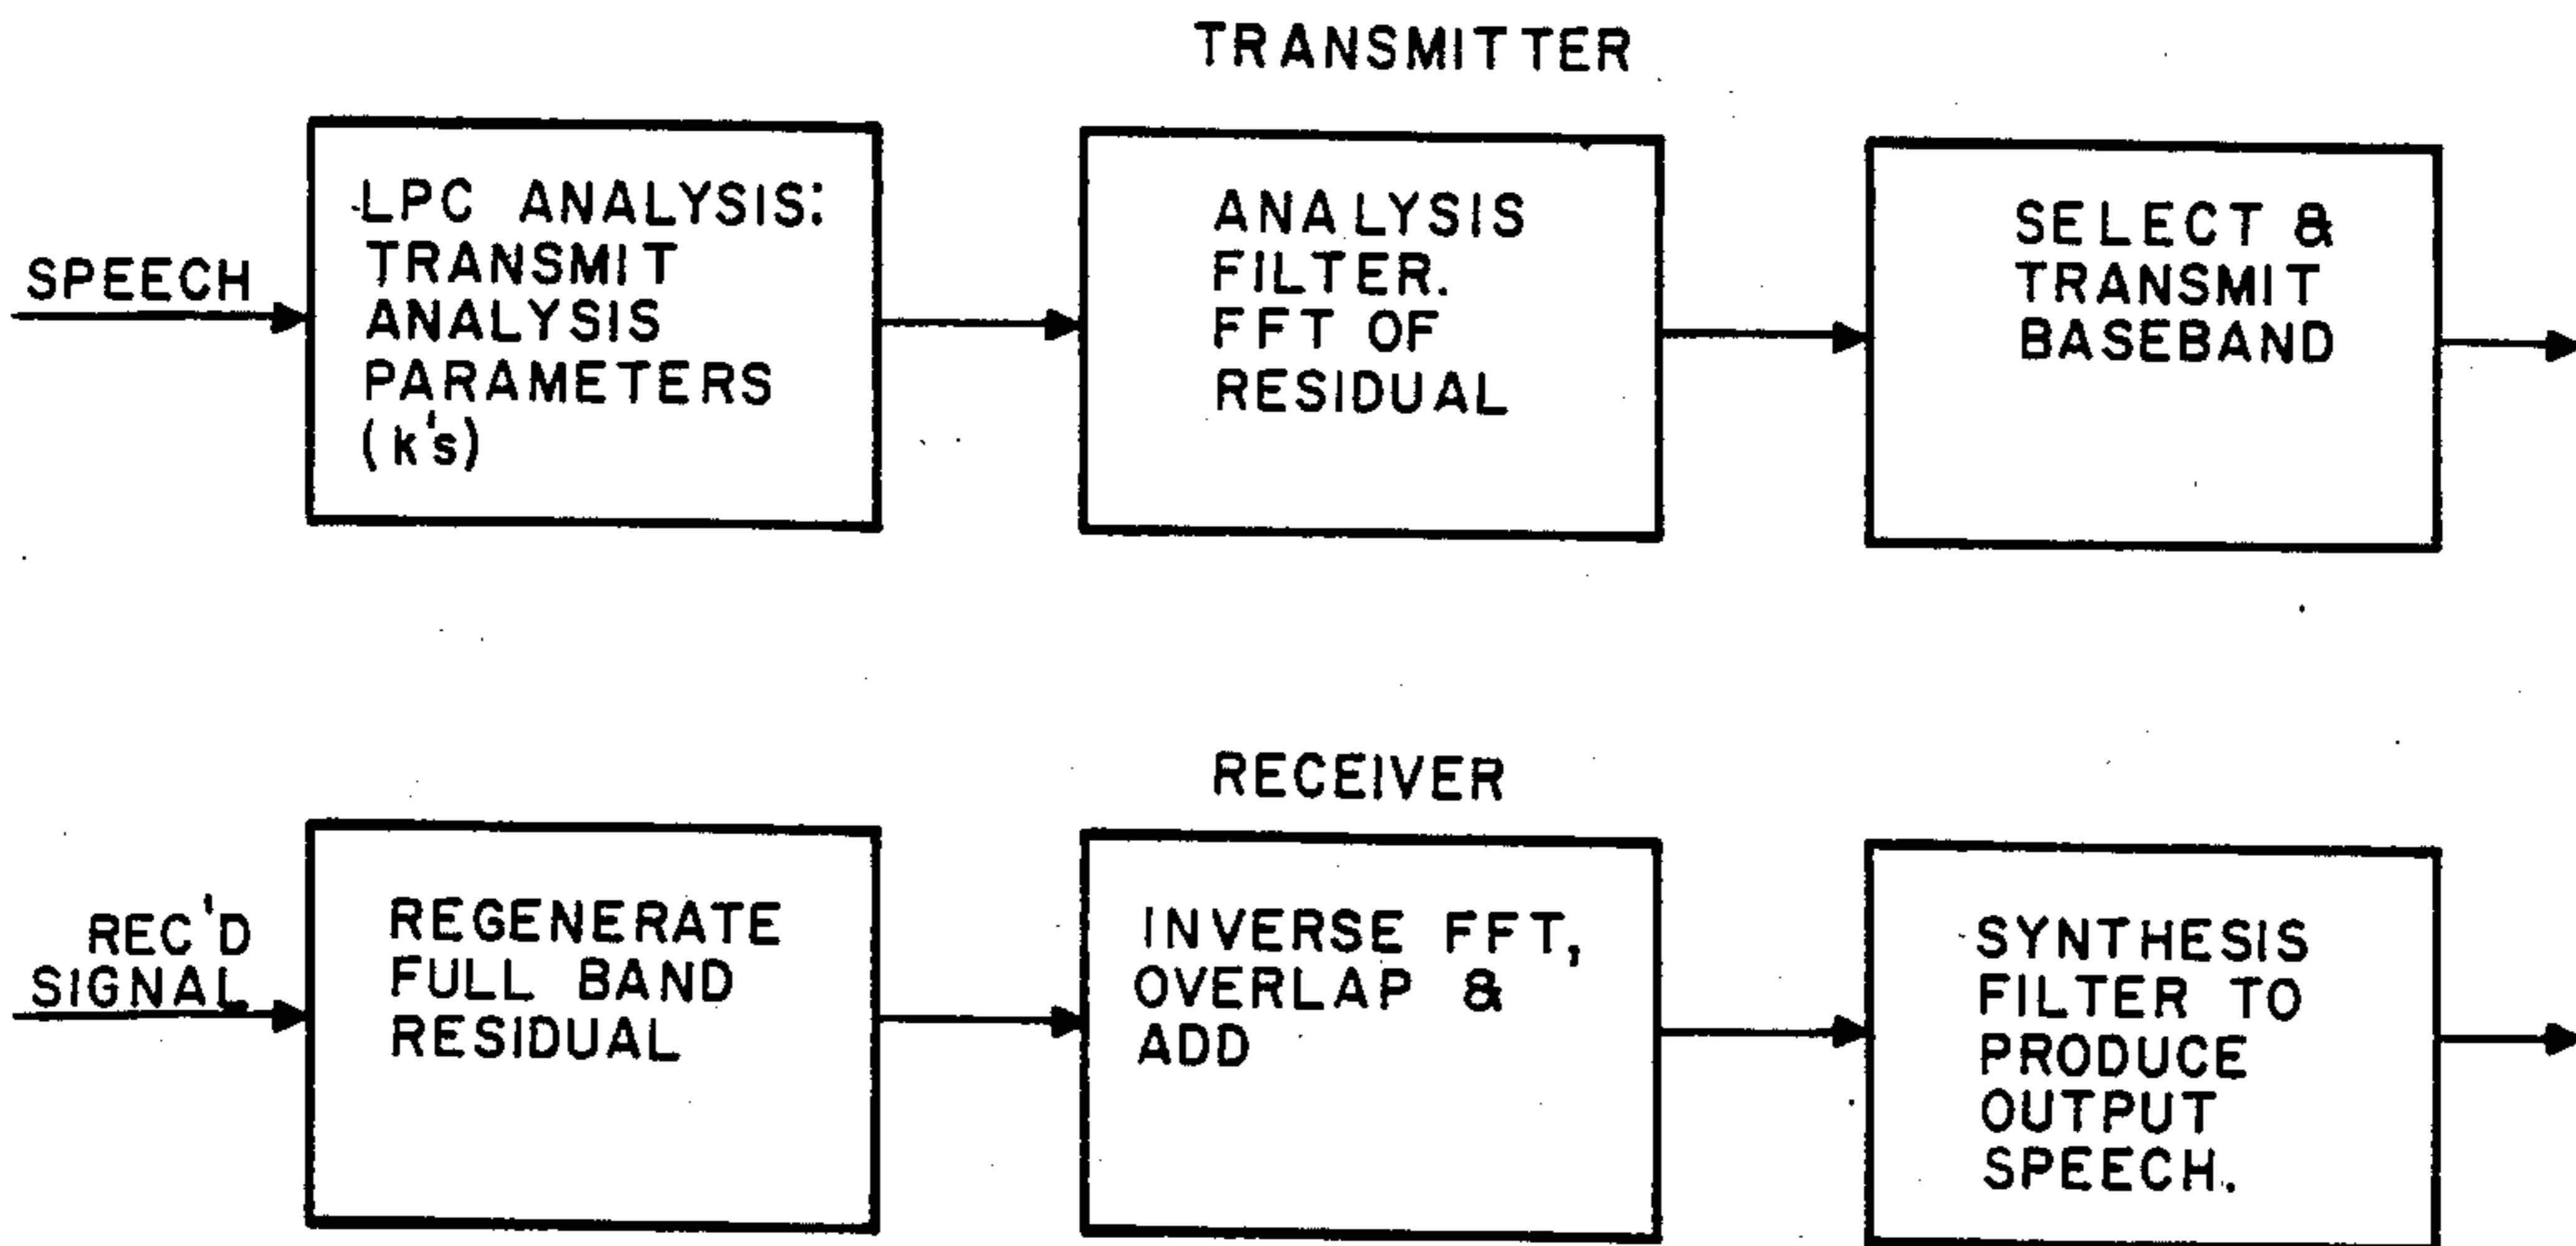 TRANSMITTER
SPEECH
LPC ANALYSIS:
TRANSMIT
ANALYSIS
PARAMETERS
(k's)
ANALYSIS
FILTER.
FFT OF
RESIDUAL
SELECT &
TRANSMIT
BASEBAND
RECEIVER
REC'D
SIGNAL
REGENERATE
FULL BAND
RESIDUAL
INVERSE FFT,
OVERLAP &
ADD
SYNTHESIS
FILTER TO
PRODUCE
OUTPUT
SPEECH.